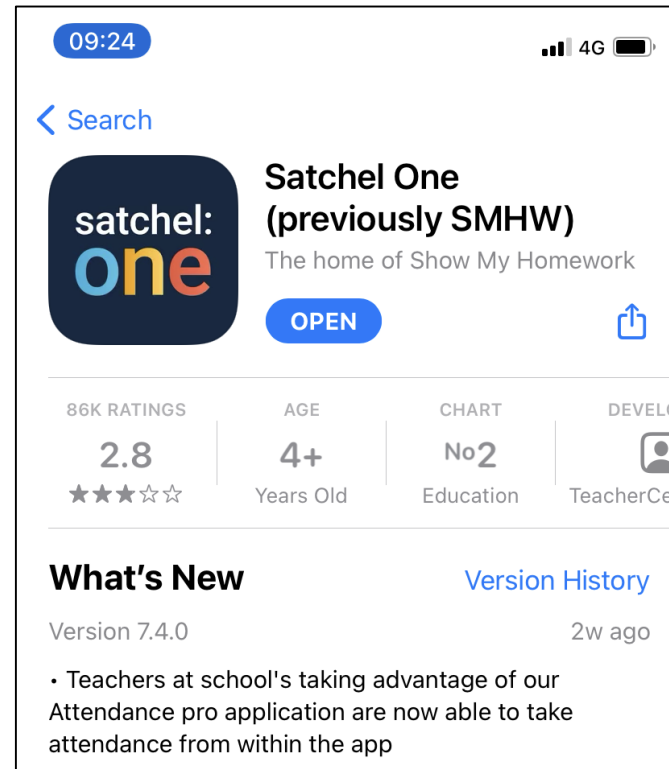 09:24
4G
Search
satchel:
one
Satchel One
(previously SMHW)
The home of Show My Homework
OPEN
86K RATINGS
AGE
CHART
2.8
4+
No2
★★★☆☆
Years Old
Education
What's New
Version History
Version 7.4.0
2w ago
• Teachers at school's taking advantage of our
Attendance pro application are now able to take
attendance from within the app